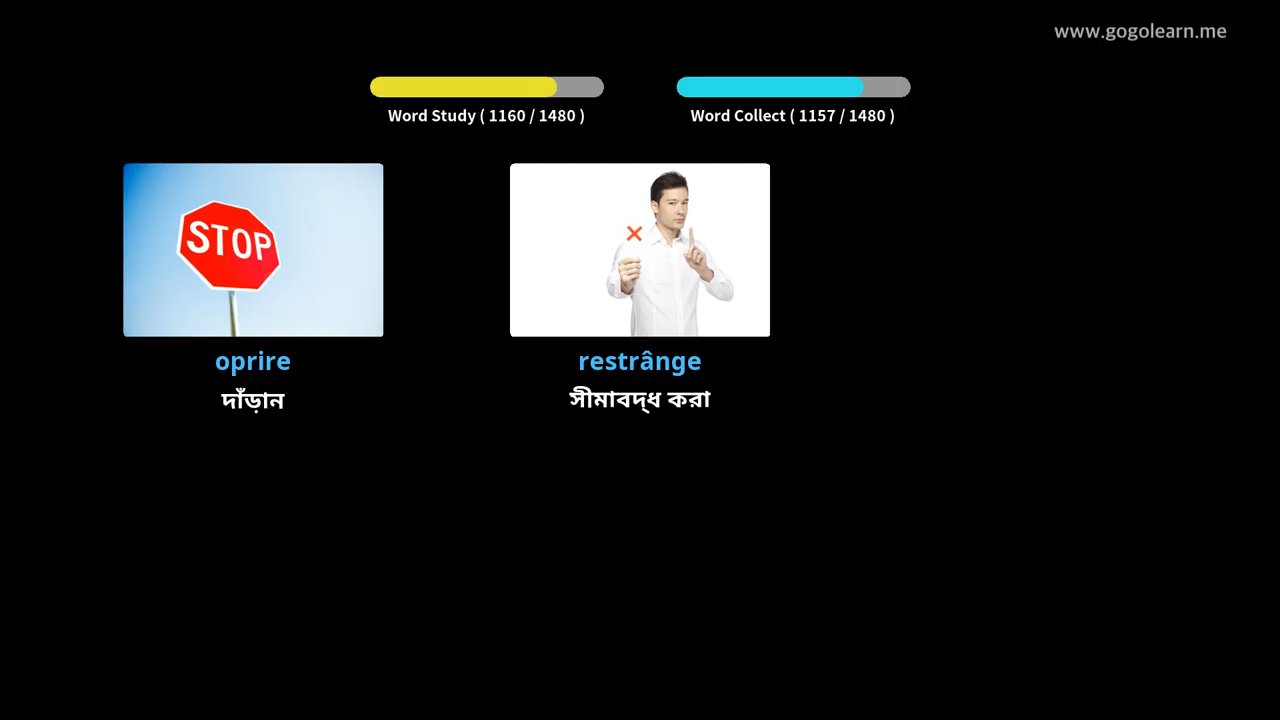 www.gogolearn.me
Word Study ( 1160 / 1480 )
Word Collect ( 1157 / 1480 )
STOP
oprire
restrânge
দাঁড়ান
সীমাবদ্ধ করা